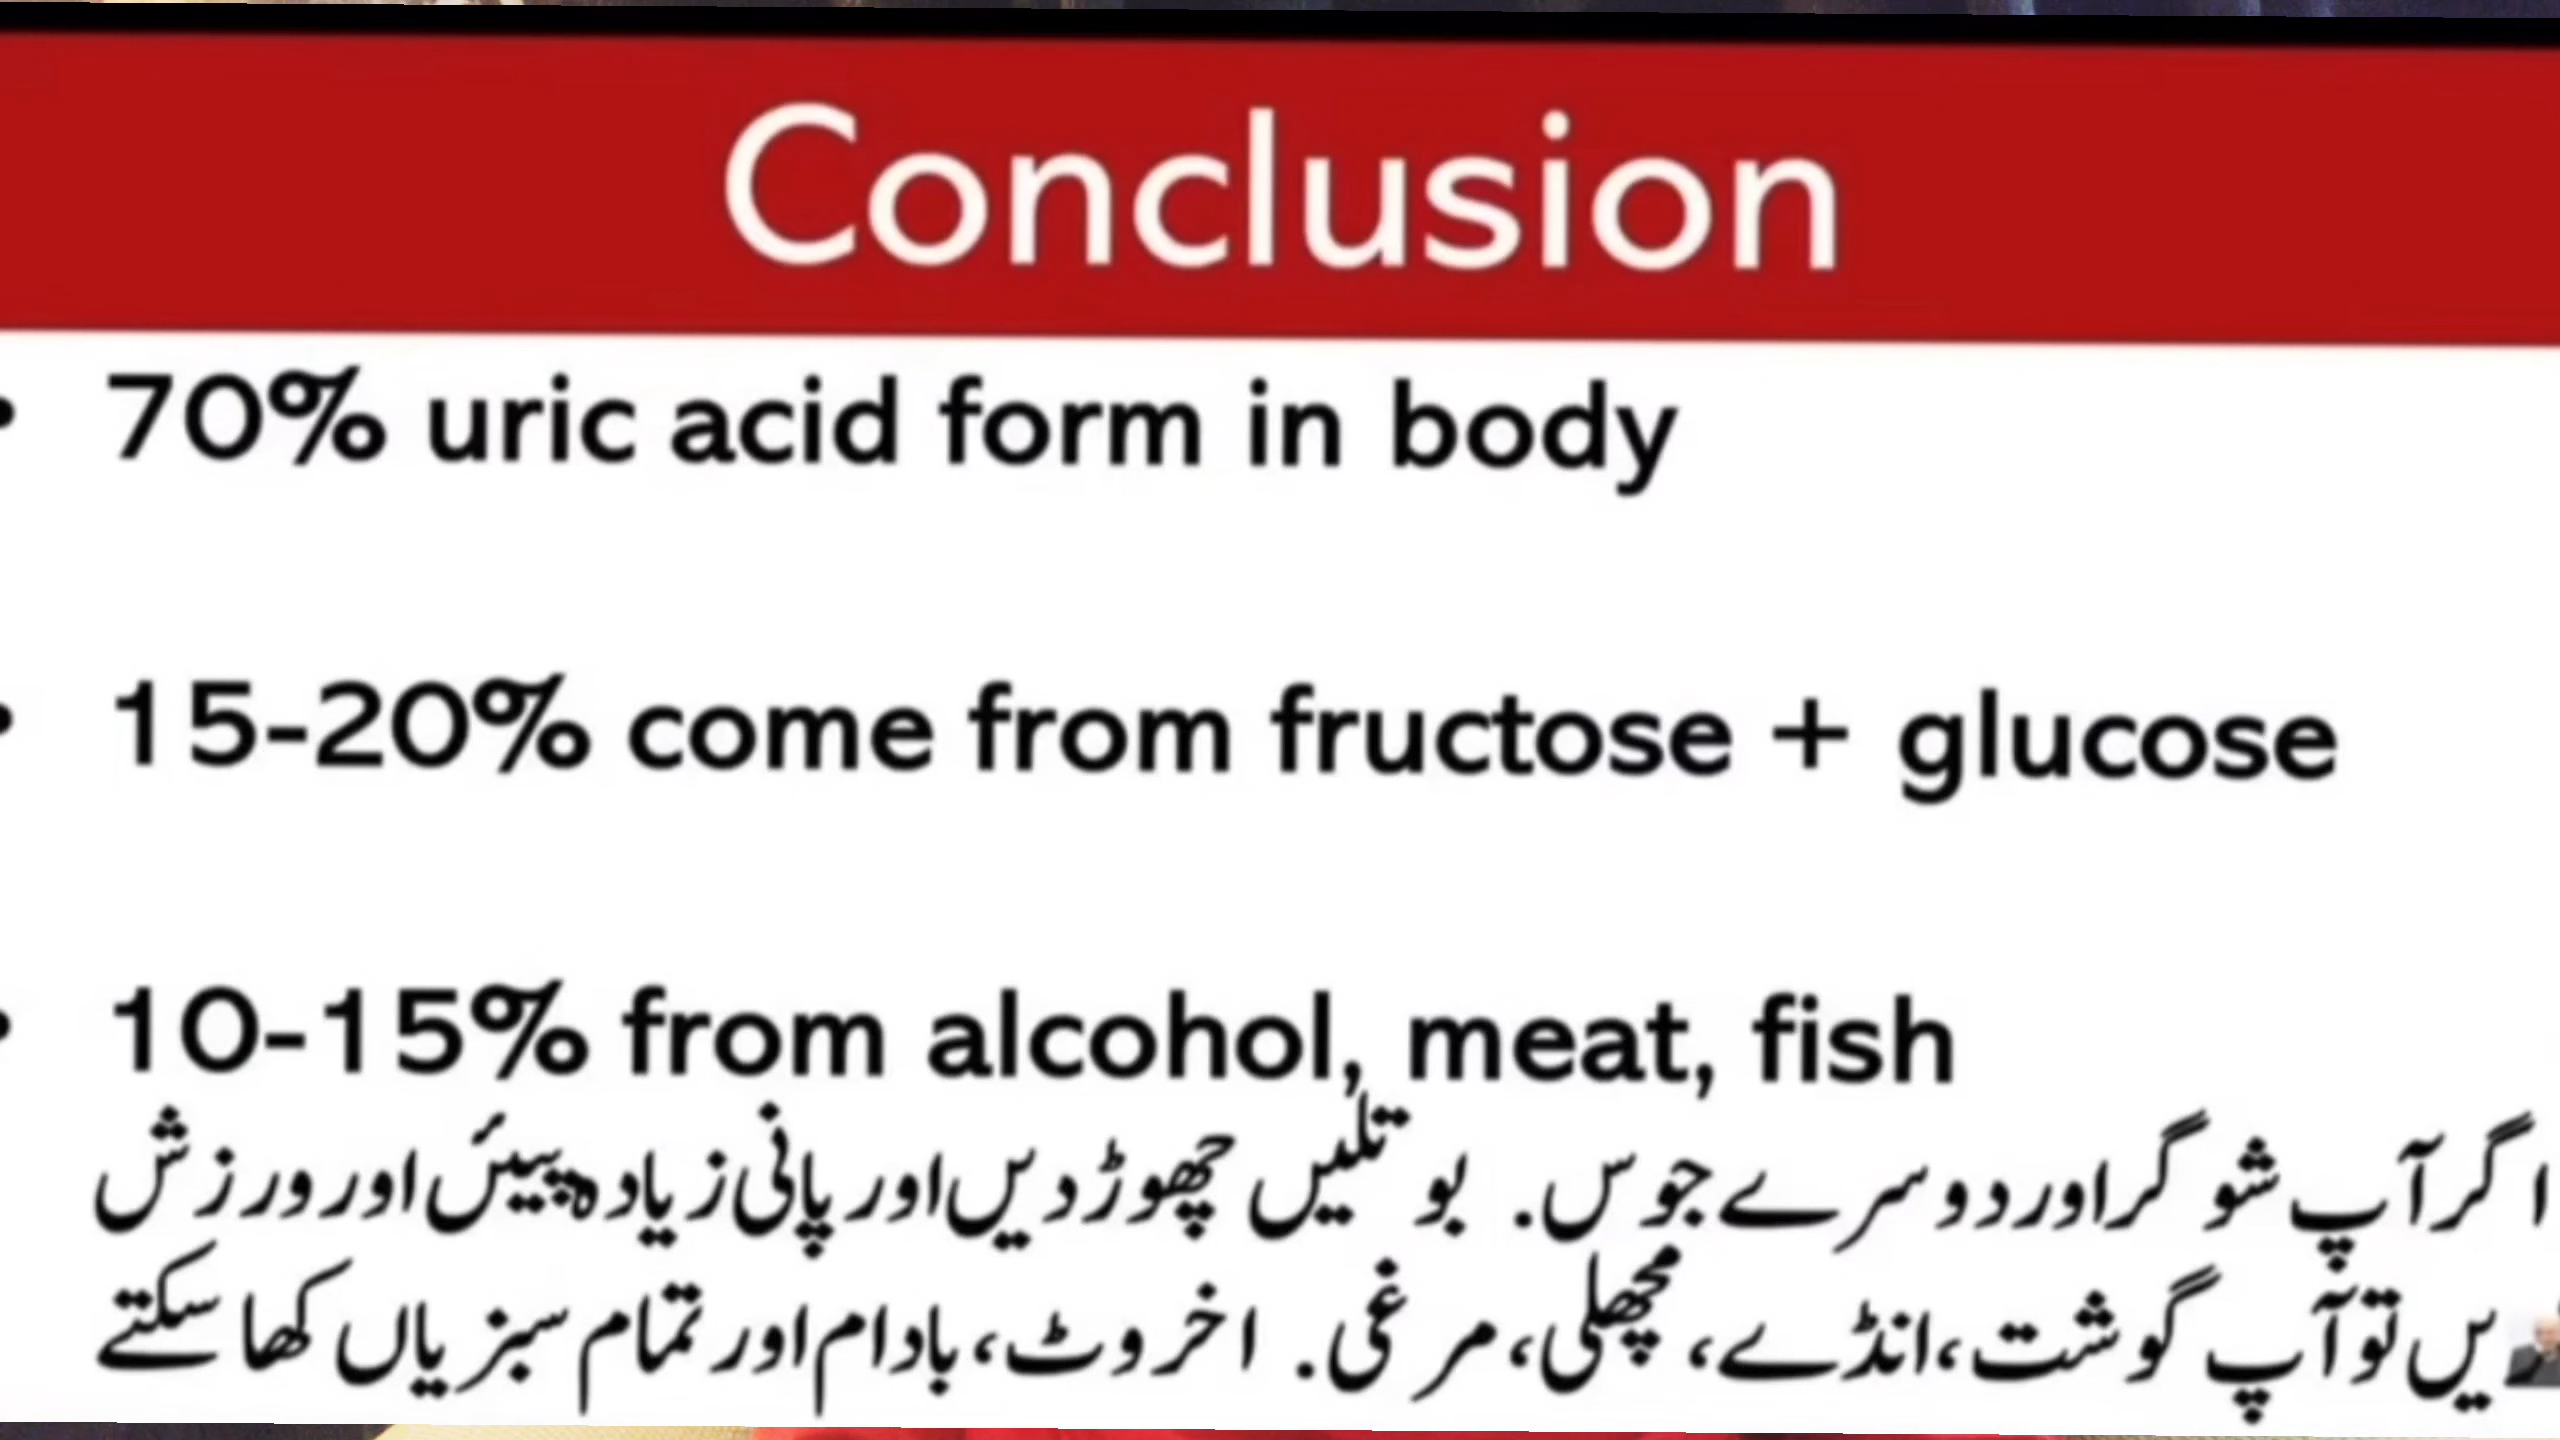 Conclusion
• 70% uric acid form in body
• 15-20% come from fructose + glucose
• 10-15% from alcohol, meat, fish
اگر آپ شوگر اور دوسرے جوس. بوتلیں چھوڑ دیں اور پانی زیادہ پیئں اور ورزش
یں تو آپ گوشت، انڈے، مچھلی، مرغی. اخروٹ، بادام اور تمام سبزیاں کھا سکتے